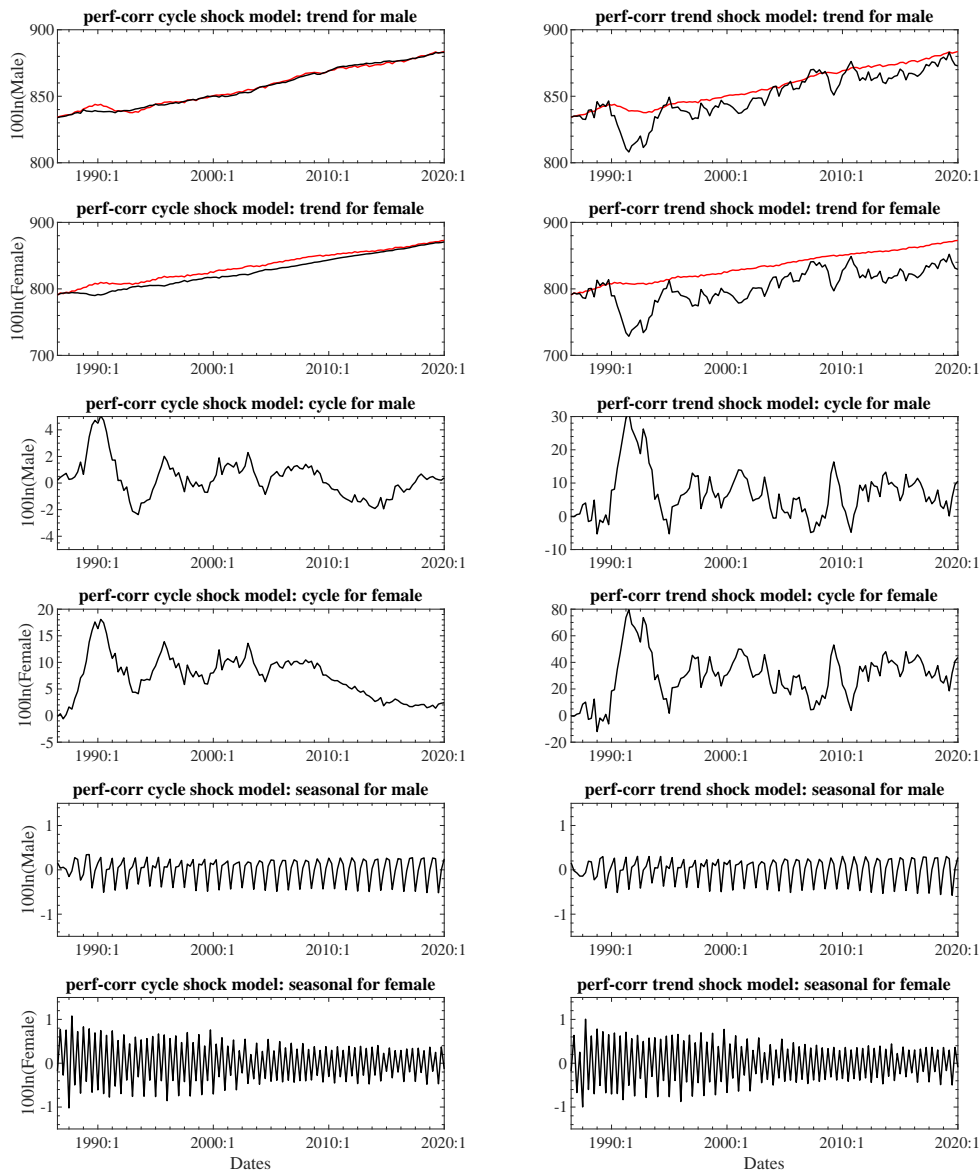 perf-corr cycle shock model: trend for male
900
850
800
100ln(Male)
1990:1 2000:1 2010:1 2020:1
perf-corr trend shock model: trend for male
900
850
800
1990:1 2000:1 2010:1 2020:1
perf-corr cycle shock model: trend for female
900
800
700
100ln(Female)
1990:1 2000:1 2010:1 2020:1
perf-corr trend shock model: trend for female
900
800
700
1990:1 2000:1 2010:1 2020:1
perf-corr cycle shock model: cycle for male
4
2
0
-2
-4
100ln(Male)
1990:1 2000:1 2010:1 2020:1
perf-corr trend shock model: cycle for male
30
20
10
0
-10
1990:1 2000:1 2010:1 2020:1
perf-corr cycle shock model: cycle for female
20
15
10
5
0
-5
100ln(Female)
1990:1 2000:1 2010:1 2020:1
perf-corr trend shock model: cycle for female
80
60
40
20
0
-20
1990:1 2000:1 2010:1 2020:1
perf-corr cycle shock model: seasonal for male
1
0
-1
100ln(Male)
1990:1 2000:1 2010:1 2020:1
perf-corr trend shock model: seasonal for male
1
0
-1
1990:1 2000:1 2010:1 2020:1
perf-corr cycle shock model: seasonal for female
1
0
-1
100ln(Female)
1990:1 2000:1 2010:1 2020:1
Dates
perf-corr trend shock model: seasonal for female
1
0
-1
1990:1 2000:1 2010:1 2020:1
Dates